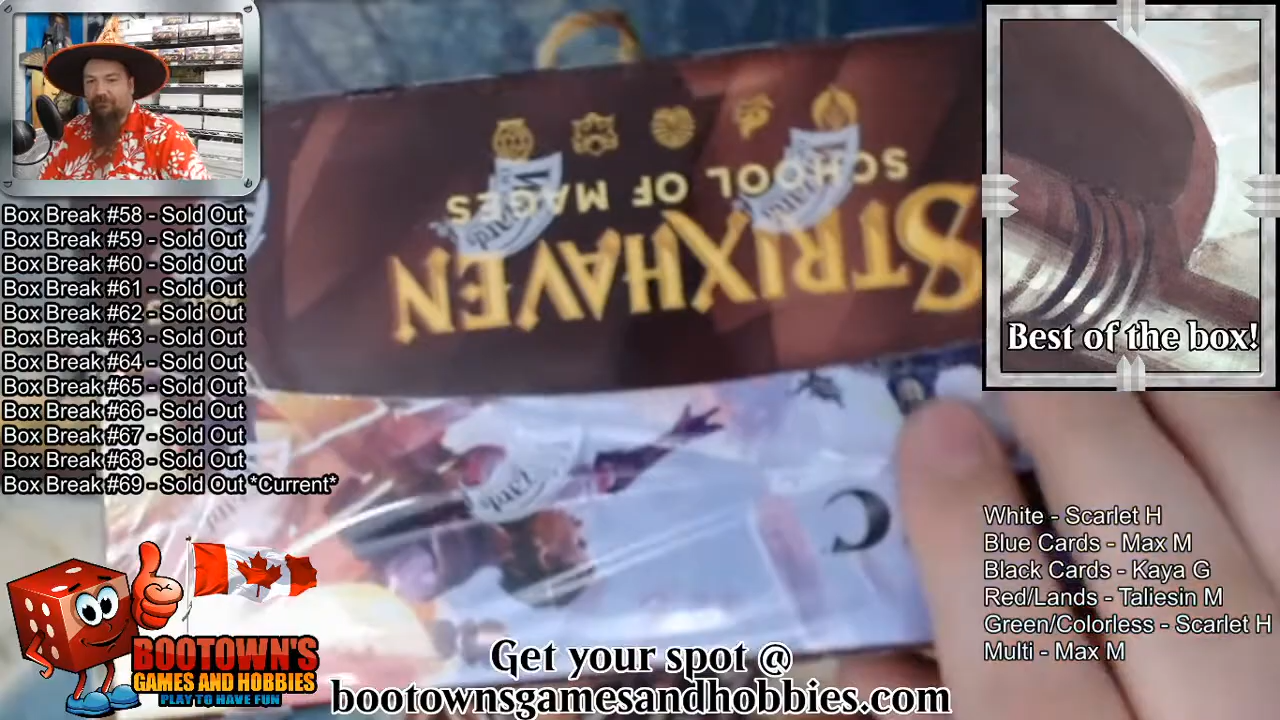 Box Break #58 - Sold Out
Box Break #59 - Sold Out
Box Break #60 - Sold Out
Box Break #61 - Sold Out
Box Break #62 - Sold Out
Box Break #63 - Sold Out
Box Break #64 - Sold Out
Box Break #65 - Sold Out
Box Break #66 - Sold Out
Box Break #67 - Sold Out
Box Break #68 - Sold Out
Box Break #69 - Sold Out *Current*
STRIXHAVEN
SCHOOL OF MAGES
Best of the box!
White - Scarlet H
Blue Cards - Max M
Black Cards - Kaya G
Red/Lands - Taliesin M
Green/Colorless - Scarlet H
Multi - Max M
BOOTOWN'S
GAMES AND HOBBIES
PLAY TO HAVE FUN
Get your spot @
bootownsgamesandhobbies.com